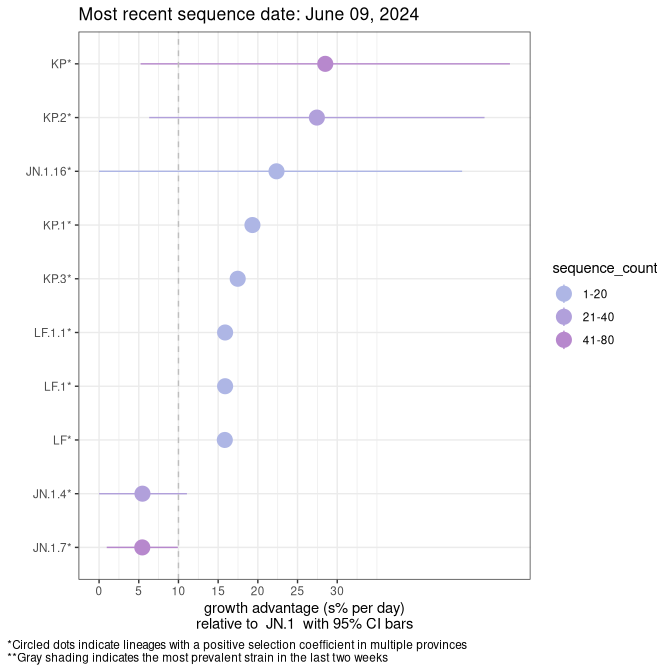 Most recent sequence date: June 09, 2024
KP*
KP.2*
JN.1.16*
KP.1*
KP.3*
LF.1.1*
LF.1*
LF*
JN.1.4*
JN.1.7*
0 5 10 15 20 25 30
growth advantage (s% per day)
relative to JN.1 with 95% CI bars
sequence_count
1-20
21-40
41-80
*Circled dots indicate lineages with a positive selection coefficient in multiple provinces
**Gray shading indicates the most prevalent strain in the last two weeks